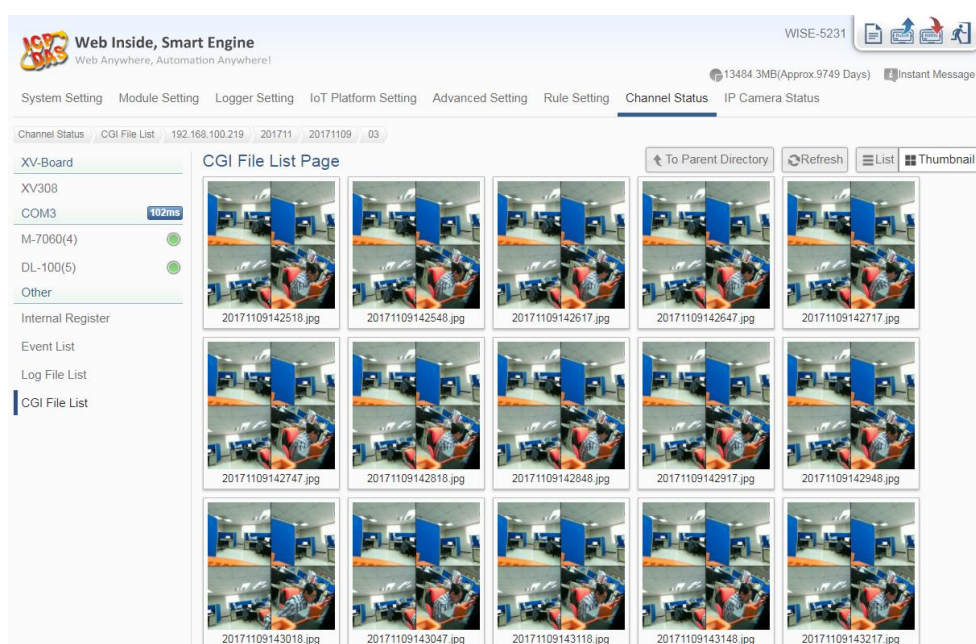 ICP DAS
Web Inside, Smart Engine
Web Anywhere, Automation Anywhere!
WISE-5231
13484.3MB(Approx.9749 Days) Instant Message
System Setting Module Setting Logger Setting IoT Platform Setting Advanced Setting Rule Setting Channel Status IP Camera Status
Channel Status CGI File List 192.168.100.219 201711 20171109 03
XV-Board
XV308
COM3 102ms
M-7060(4)
DL-100(5)
Other
Internal Register
Event List
Log File List
CGI File List
CGI File List Page To Parent Directory Refresh List Thumbnail
20171109142518.jpg 20171109142548.jpg 20171109142617.jpg 20171109142647.jpg 20171109142717.jpg
20171109142747.jpg 20171109142818.jpg 20171109142848.jpg 20171109142917.jpg 20171109142948.jpg
20171109143018.jpg 20171109143047.jpg 20171109143118.jpg 20171109143148.jpg 20171109143217.jpg